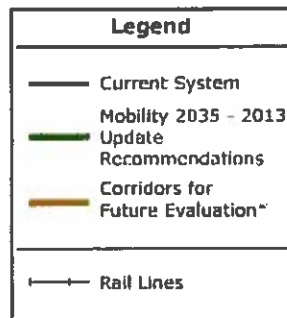 Legend
Current System
Mobility 2035 - 2013
Update
Recommendations
Corridors for
Future Evaluation*
Rail Lines